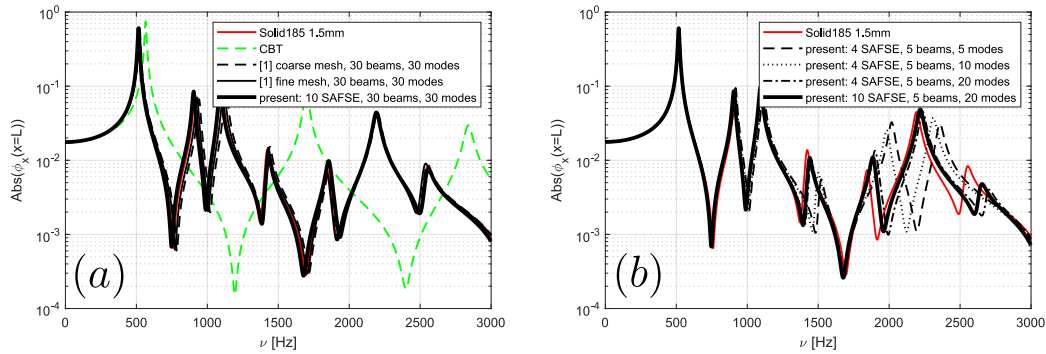 10^0
10^-1
10^-2
10^-3
10^-4
Abs(ϕ_x(x=L))
Solid185 1.5mm
CBT
[1] coarse mesh, 30 beams, 30 modes
[1] fine mesh, 30 beams, 30 modes
present: 10 SAFSE, 30 beams, 30 modes
(a)
0 500 1000 1500 2000 2500 3000
ν [Hz]
10^0
10^-1
10^-2
10^-3
10^-4
Abs(ϕ_x(x=L))
Solid185 1.5mm
present: 4 SAFSE, 5 beams, 5 modes
present: 4 SAFSE, 5 beams, 10 modes
present: 4 SAFSE, 5 beams, 20 modes
present: 10 SAFSE, 5 beams, 20 modes
(b)
0 500 1000 1500 2000 2500 3000
ν [Hz]